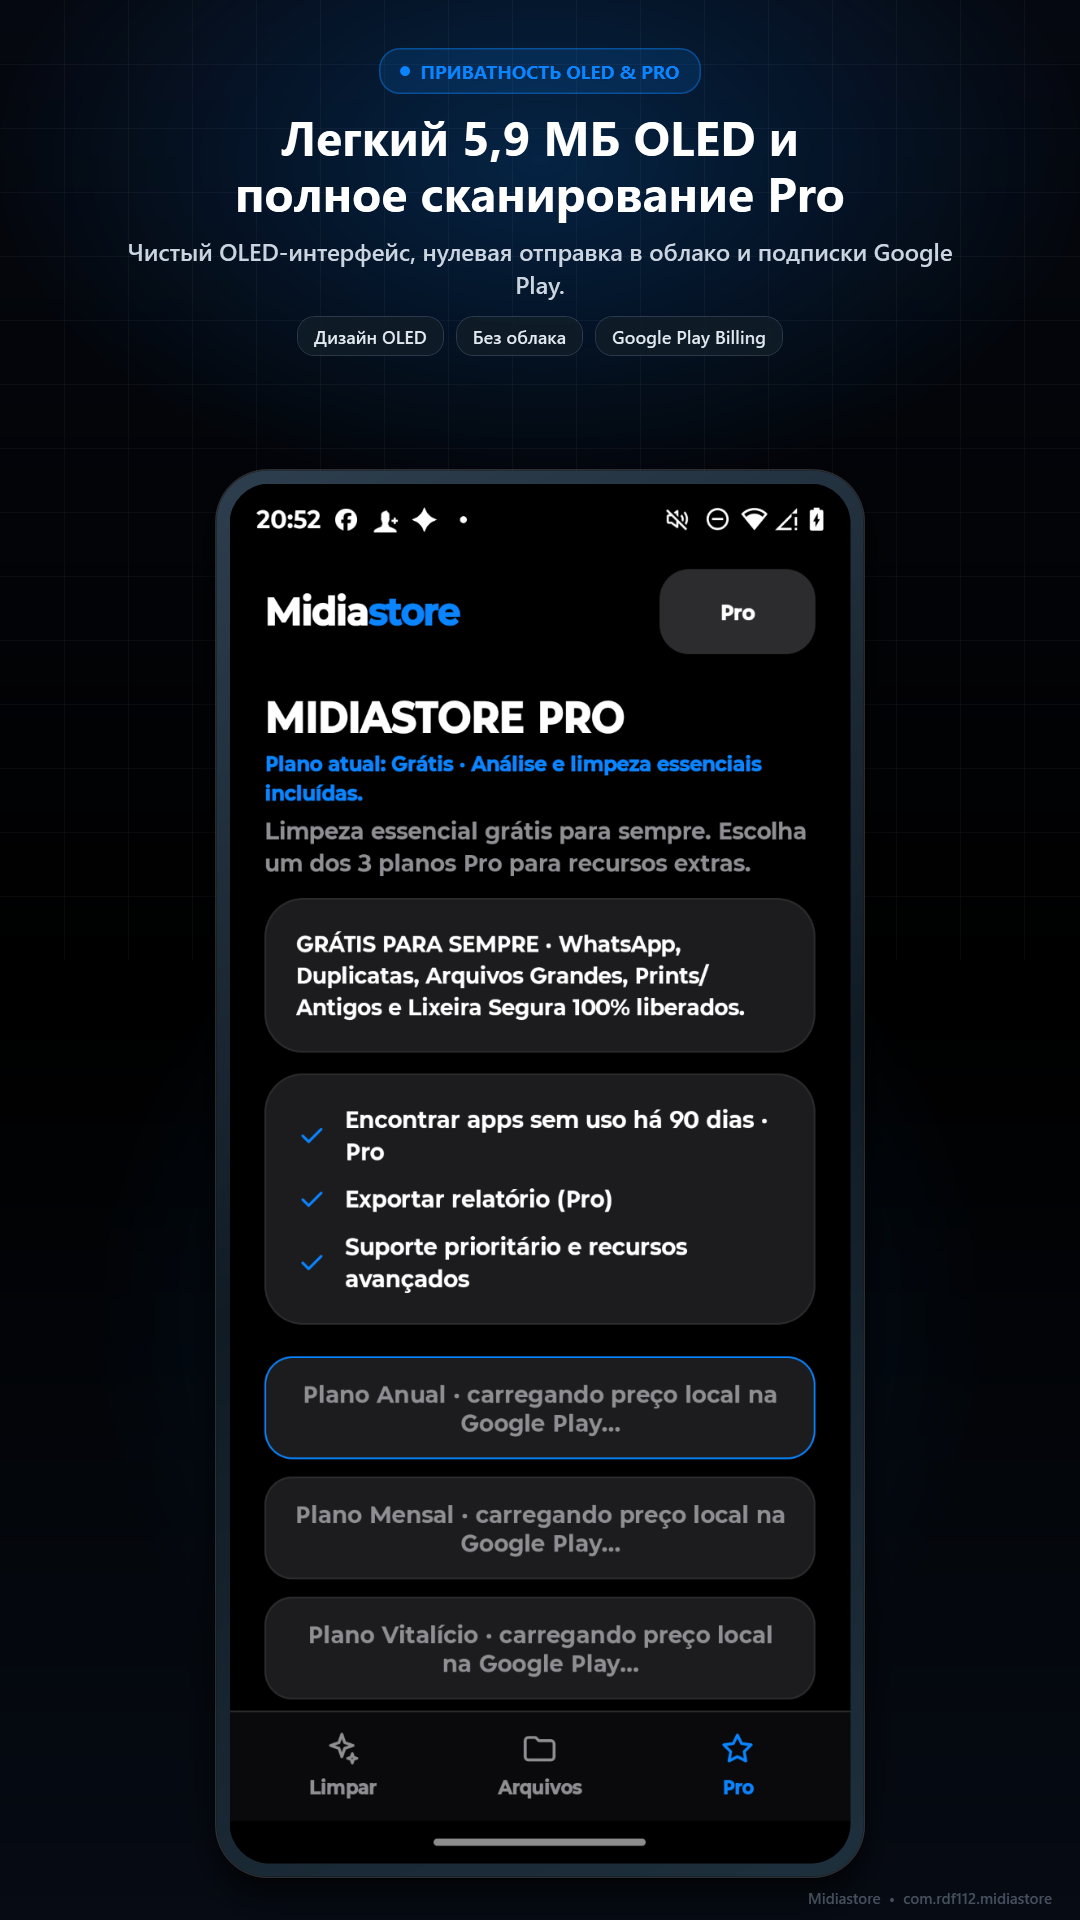 ПРИВАТНОСТЬ OLED & PRO
Легкий 5,9 МБ OLED и
полное сканирование Pro
Чистый OLED-интерфейс, нулевая отправка в облако и подписки Google
Play.
Дизайн OLED
Без облака
Google Play Billing
20:52
Midiastore
Pro
MIDIASTORE PRO
Plano atual: Grátis · Análise e limpeza essenciais
incluídas.
Limpeza essencial grátis para sempre. Escolha
um dos 3 planos Pro para recursos extras.
GRÁTIS PARA SEMPRE · WhatsApp,
Duplicatas, Arquivos Grandes, Prints/
Antigos e Lixeira Segura 100% liberados.
Encontrar apps sem uso há 90 dias ·
Pro
Exportar relatório (Pro)
Suporte prioritário e recursos
avançados
Plano Anual · carregando preço local na
Google Play...
Plano Mensal · carregando preço local na
Google Play...
Plano Vitalício · carregando preço local
na Google Play...
Limpar
Arquivos
Pro
Midiastore • com.rdf112.midiastore